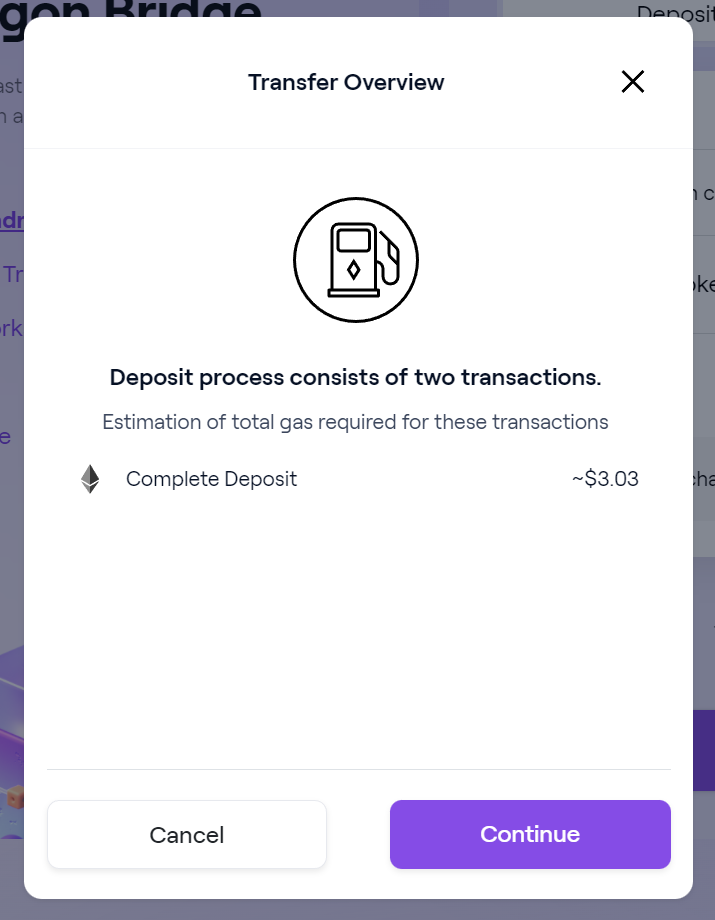 gon Bridge
Deposit
Transfer Overview
Deposit process consists of two transactions.
Estimation of total gas required for these transactions
Complete Deposit
~$3.03
Cancel
Continue